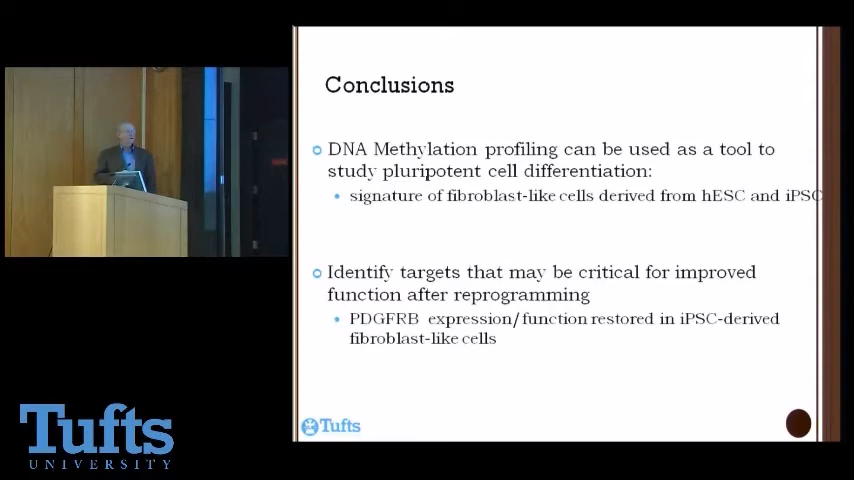 Conclusions
DNA Methylation profiling can be used as a tool to
study pluripotent cell differentiation:
signature of fibroblast-like cells derived from hESC and iPSC
Identify targets that may be critical for improved
function after reprogramming
PDGFRB expression/function restored in iPSC-derived
fibroblast-like cells
Tufts
Tufts
UNIVERSITY